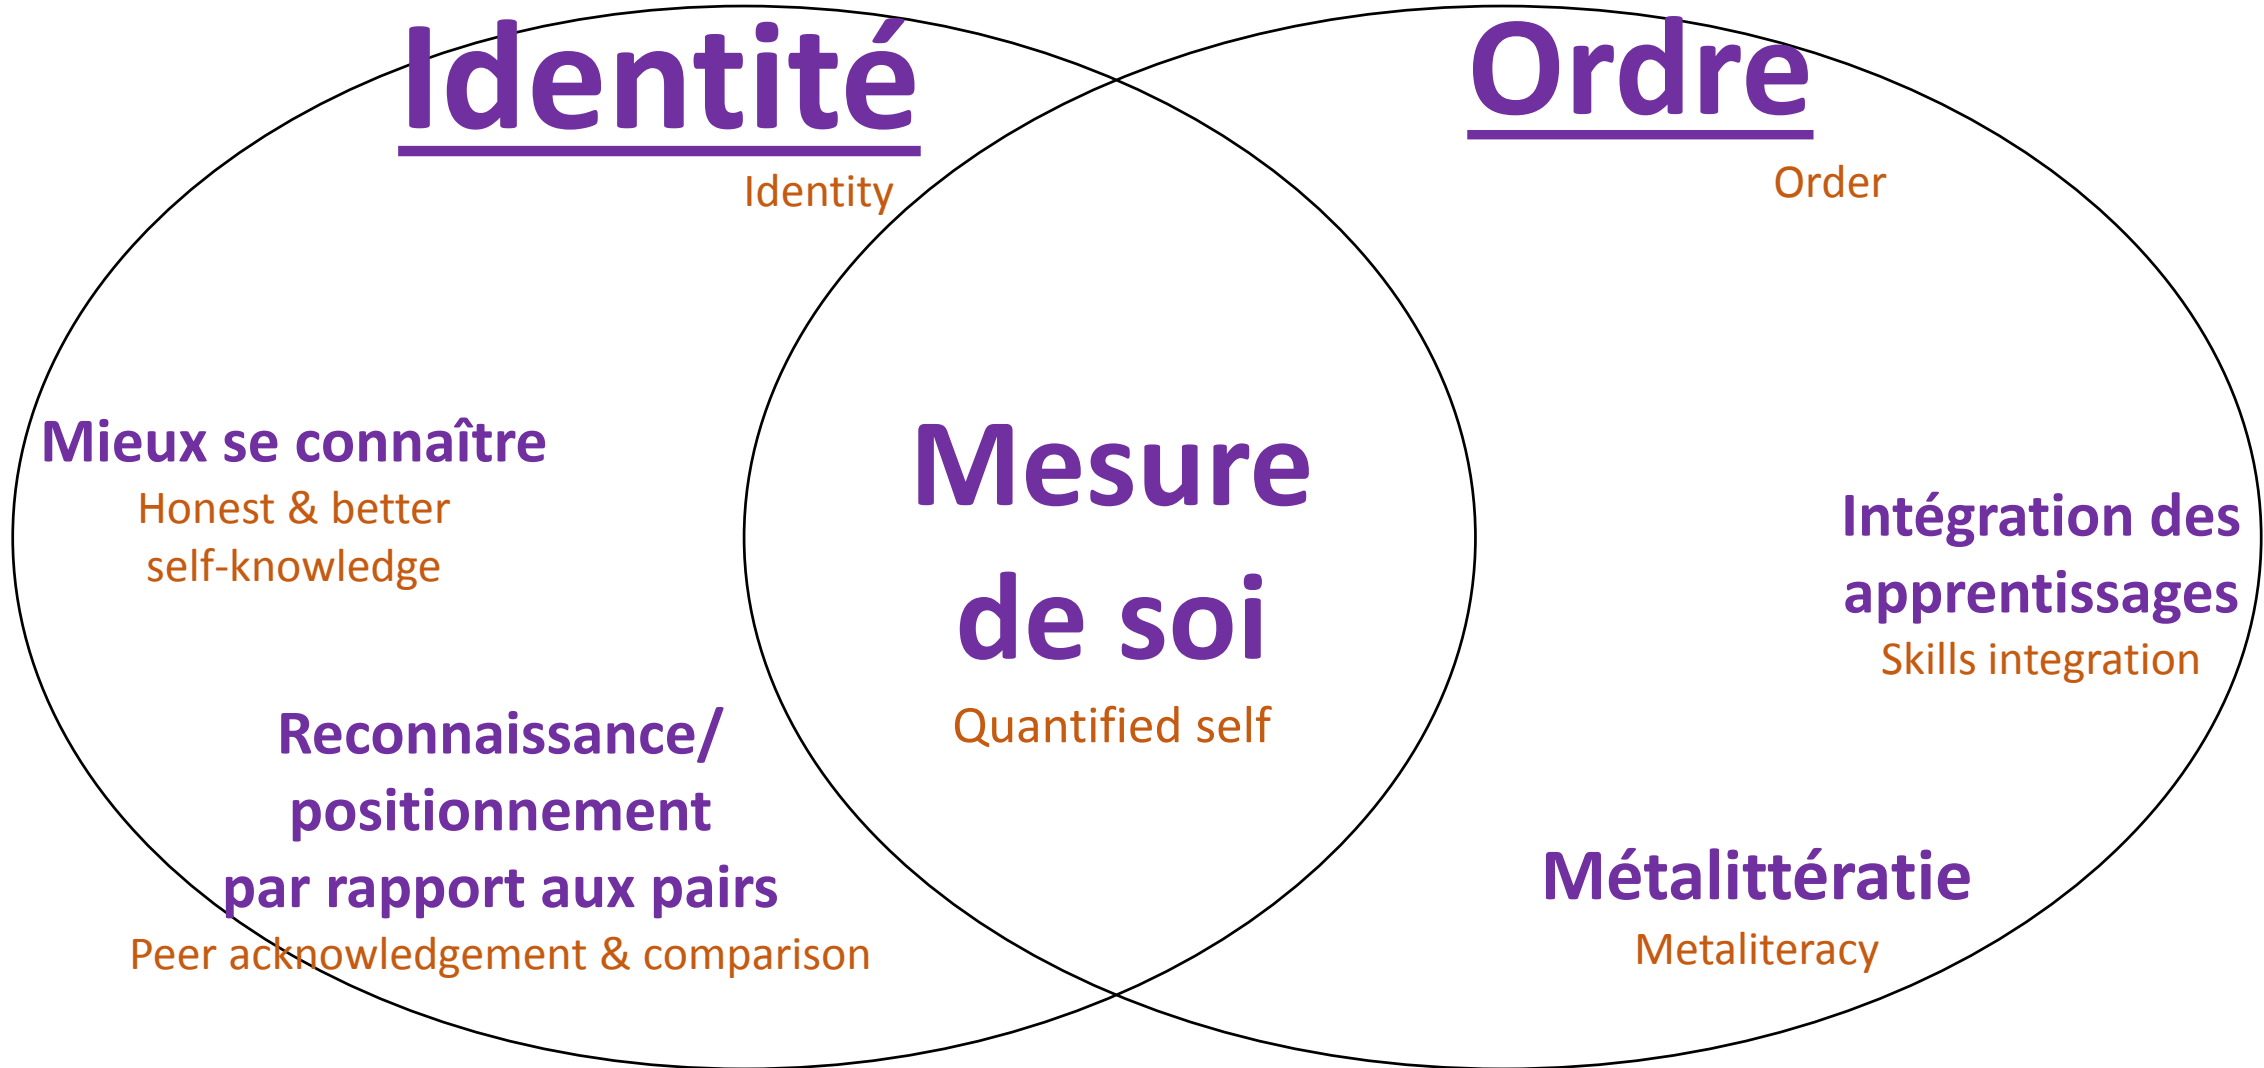 Identité
Identity
Ordre
Order
Mieux se connaître
Honest & better
self-knowledge
Reconnaissance/
positionnement
par rapport aux pairs
Peer acknowledgement & comparison
Mesure
de soi
Quantified self
Intégration des
apprentissages
Skills integration
Métalittératie
Metaliteracy